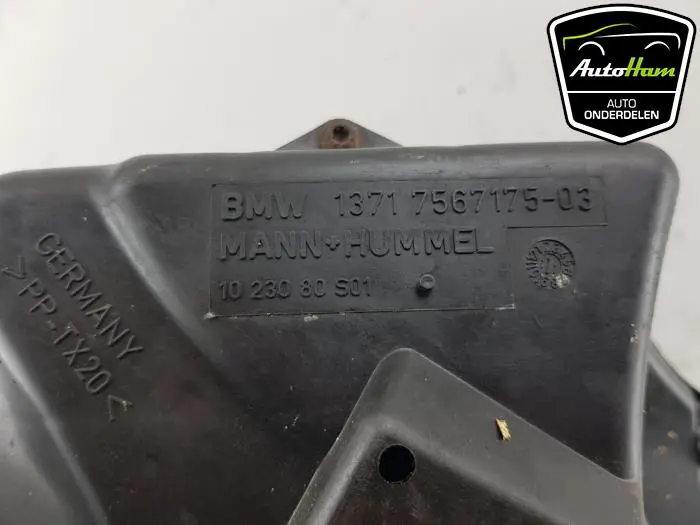 AutoHam
AUTO
ONDERDELEN
BMW 1371 7567175-03
MANN+HUMMEL
10 230 80 S01
GERMANY
>PP-TX20<